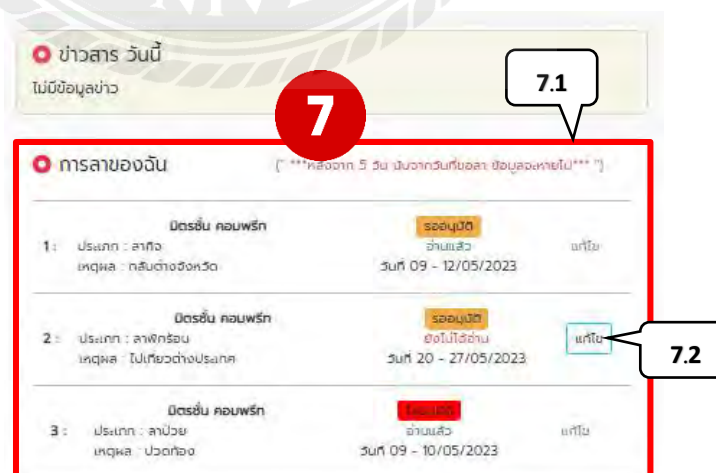 ข่าวสาร วันนี้
ไม่มีข้อมูลข่าว
7.1
7
การลาของฉัน (" ***หลังจาก 5 วัน นับจากวันที่ขอลา ข้อมูลจะหายไป*** ")
มิตรชั่น คอมพรีท
รออนุมัติ
1 : ประเภท : ลากิจ
อ่านแล้ว
แก้ไข
เหตุผล : กลับต่างจังหวัด
วันที่ 09 - 12/05/2023
มิตรชั่น คอมพรีท
รออนุมัติ
2 : ประเภท : ลาพักร้อน
ยังไม่ได้อ่าน
แก้ไข
7.2
เหตุผล : ไปเที่ยวต่างประเทศ
วันที่ 20 - 27/05/2023
มิตรชั่น คอมพรีท
3 : ประเภท : ลาป่วย
อ่านแล้ว
แก้ไข
เหตุผล : ปวดท้อง
วันที่ 09 - 10/05/2023